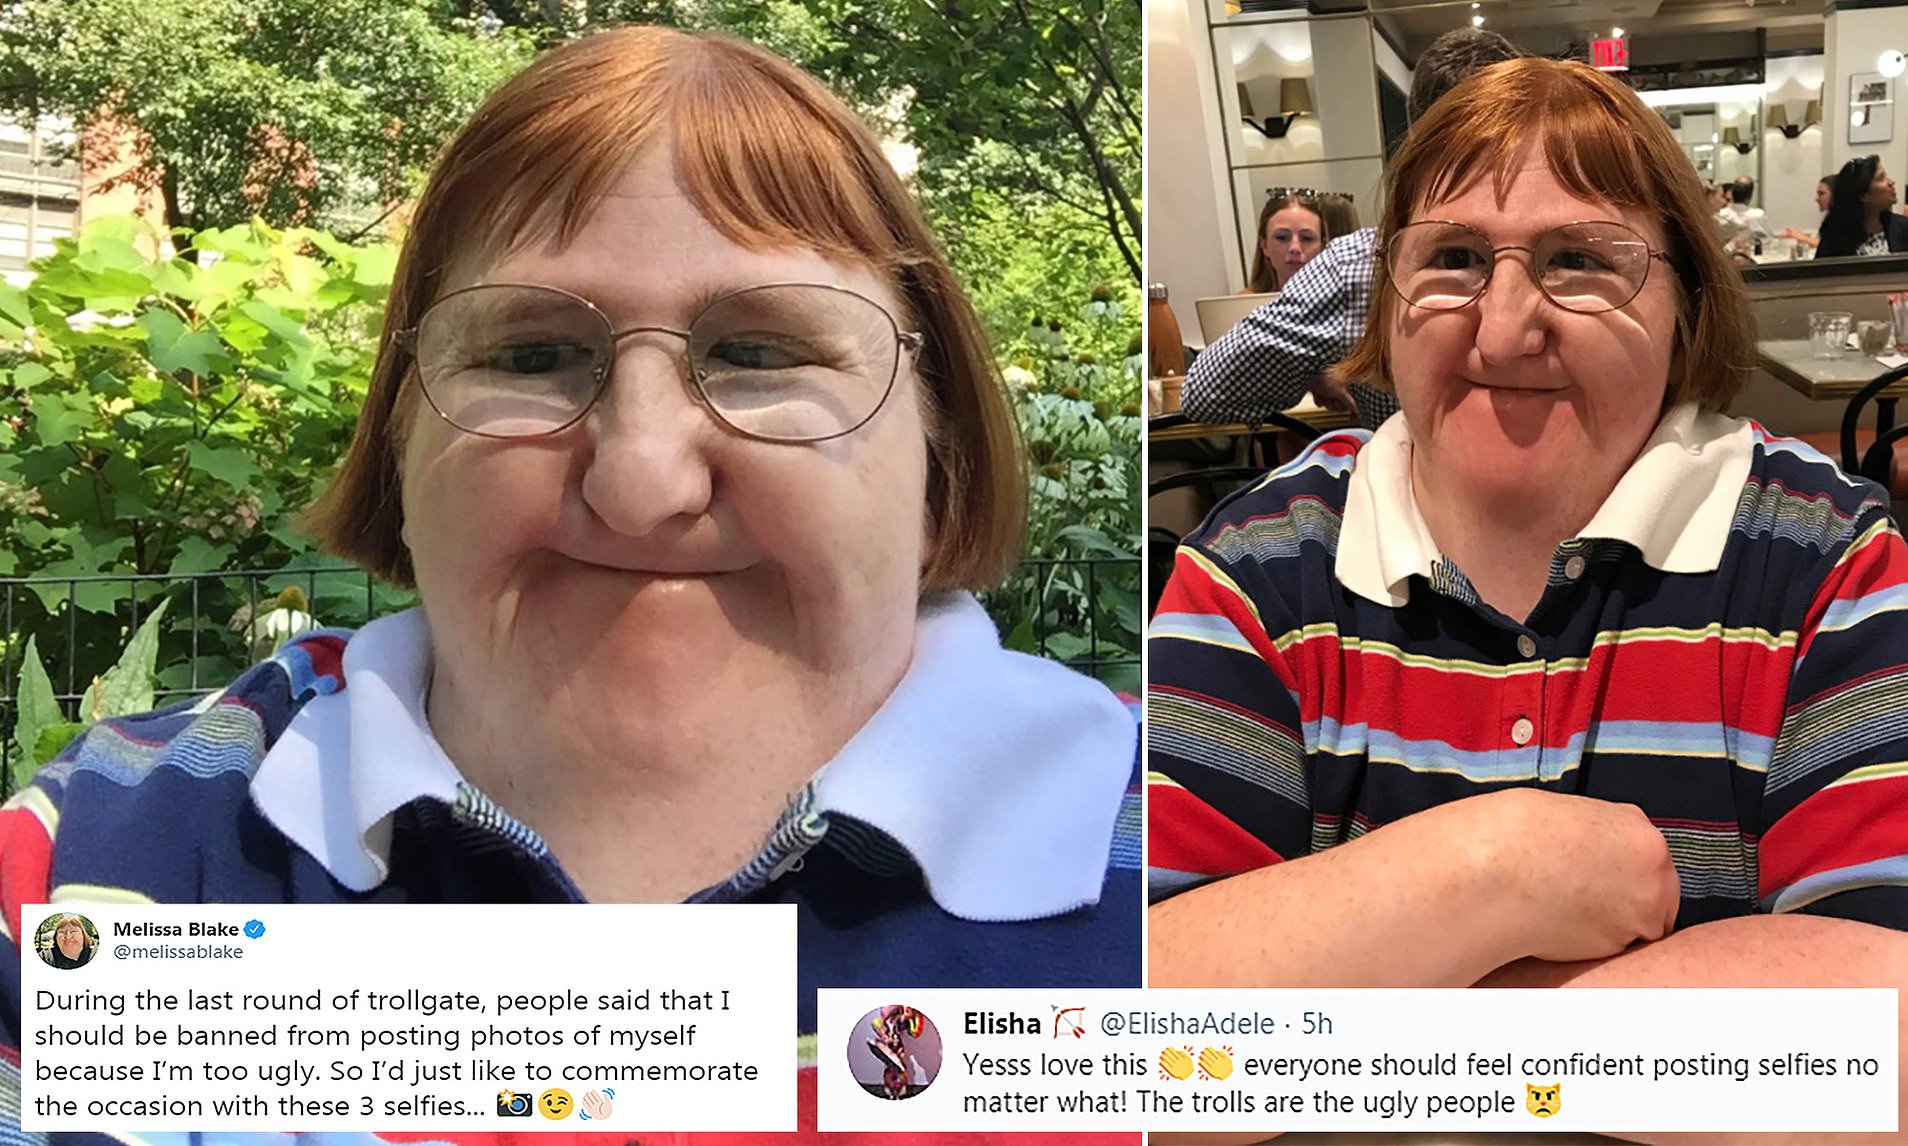 EXIT
Melissa Blake
@melissablake
During the last round of trollgate, people said that I
should be banned from posting photos of myself
because I'm too ugly. So I'd just like to commemorate
the occasion with these 3 selfies... 📸😉👋🏻
Elisha 🏹 @ElishaAdele · 5h
Yesss love this 👏👏 everyone should feel confident posting selfies no
matter what! The trolls are the ugly people 😾